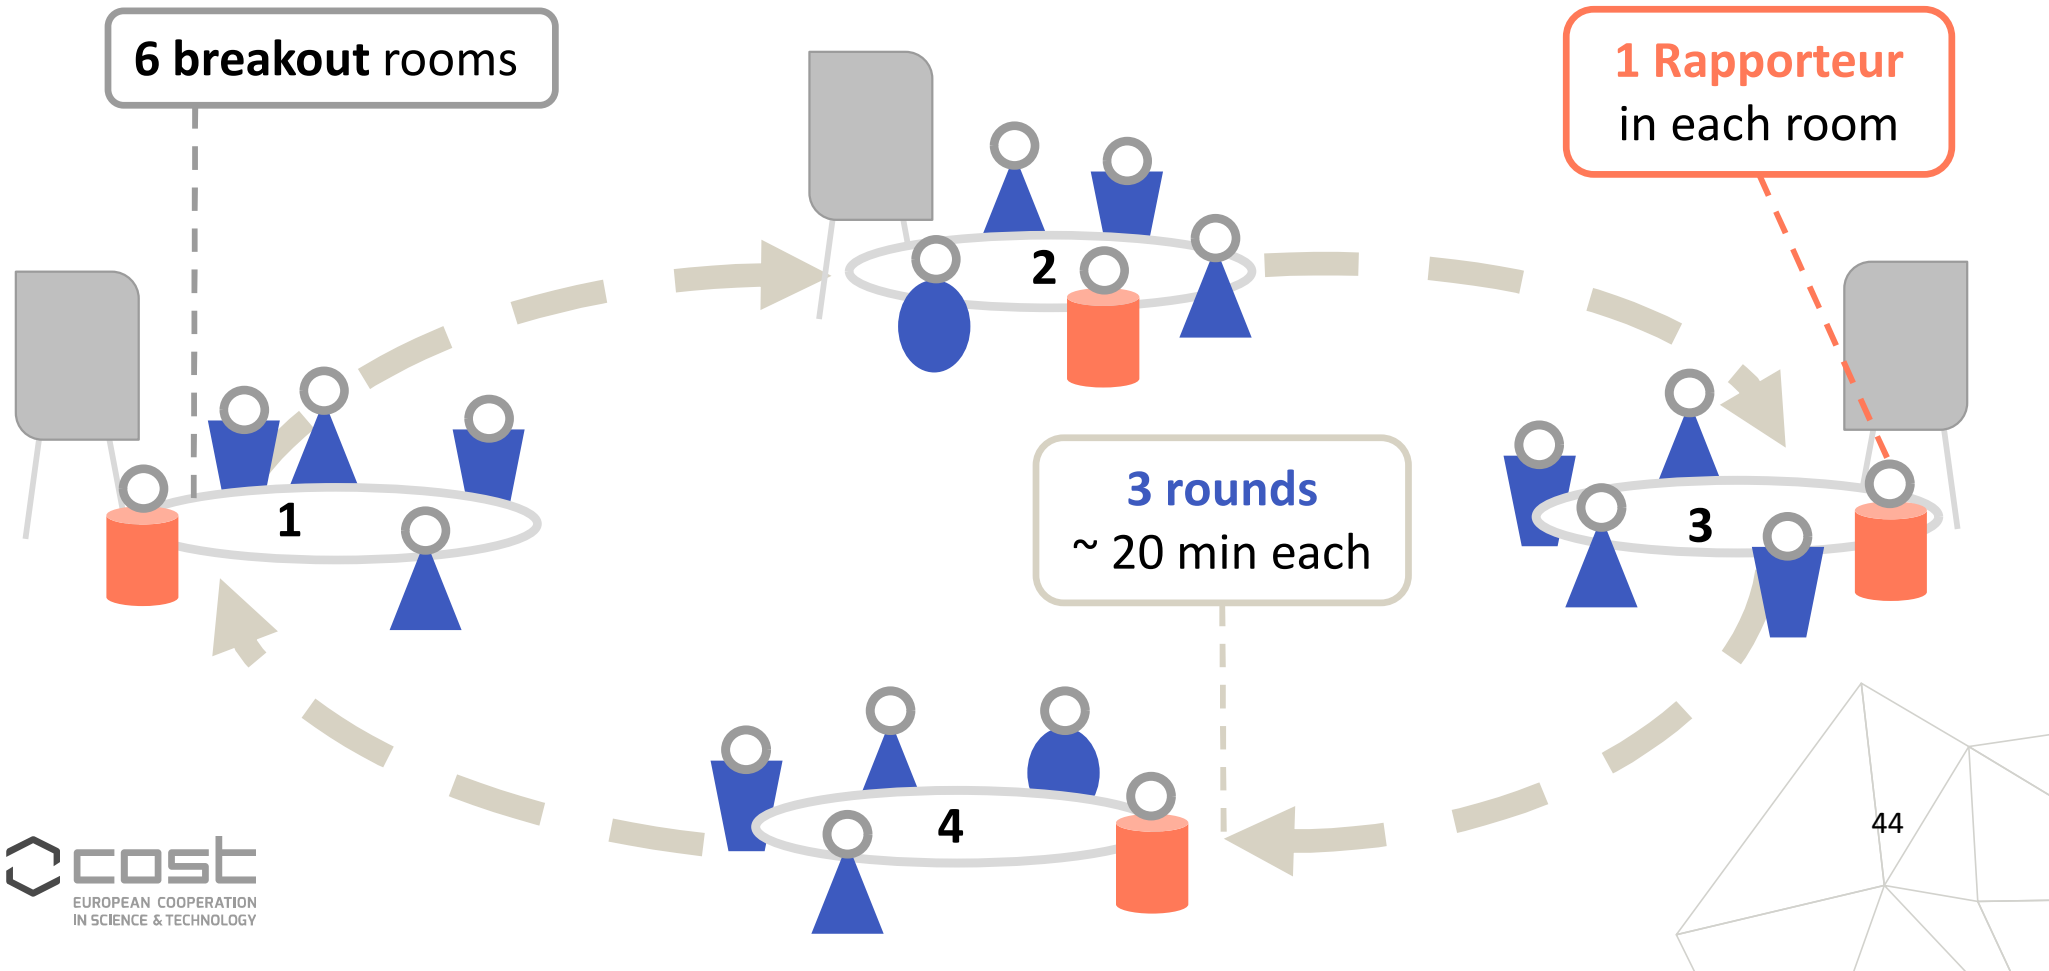 6 breakout rooms
1 Rapporteur
in each room
2
1
3 rounds
~ 20 min each
3
4
44
cost
EUROPEAN COOPERATION
IN SCIENCE & TECHNOLOGY